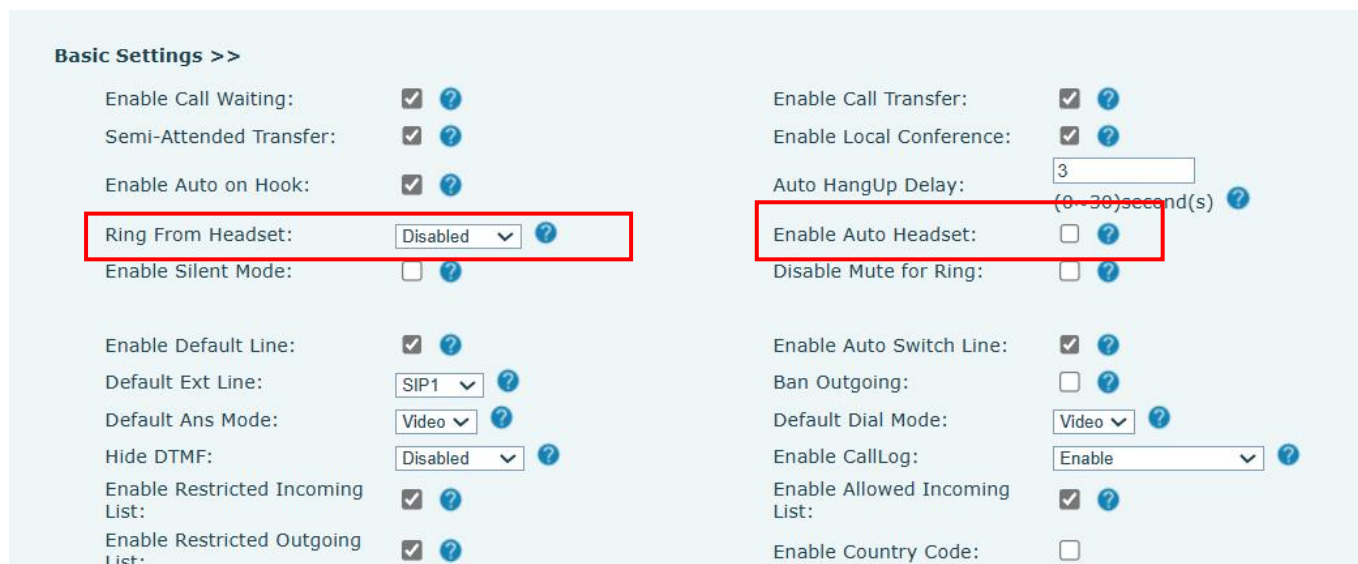 Basic Settings >>
Enable Call Waiting: ? Enable Call Transfer: ?
Semi-Attended Transfer: ? Enable Local Conference: ?
Enable Auto on Hook: ? Auto HangUp Delay: 3
(0~30)second(s) ?
Ring From Headset: Disabled ? Enable Auto Headset: ?
Enable Silent Mode: ? Disable Mute for Ring: ?
Enable Default Line: ? Enable Auto Switch Line: ?
Default Ext Line: SIP1 ? Ban Outgoing: ?
Default Ans Mode: Video ? Default Dial Mode: Video ?
Hide DTMF: Disabled ? Enable CallLog: Enable ?
Enable Restricted Incoming
List: ? Enable Allowed Incoming
List: ?
Enable Restricted Outgoing
List: ? Enable Country Code: